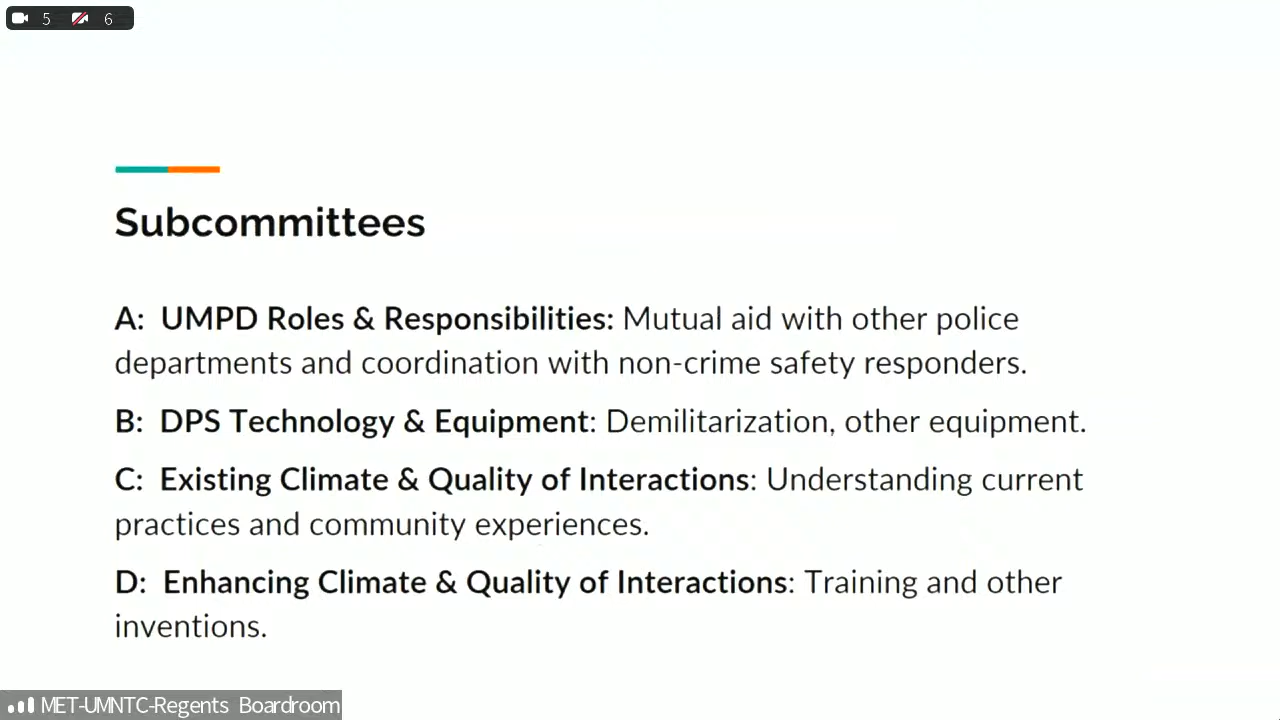 5 6
Subcommittees
A: UMPD Roles & Responsibilities: Mutual aid with other police
departments and coordination with non-crime safety responders.
B: DPS Technology & Equipment: Demilitarization, other equipment.
C: Existing Climate & Quality of Interactions: Understanding current
practices and community experiences.
D: Enhancing Climate & Quality of Interactions: Training and other
inventions.
MET-UMNTC-Regents Boardroom